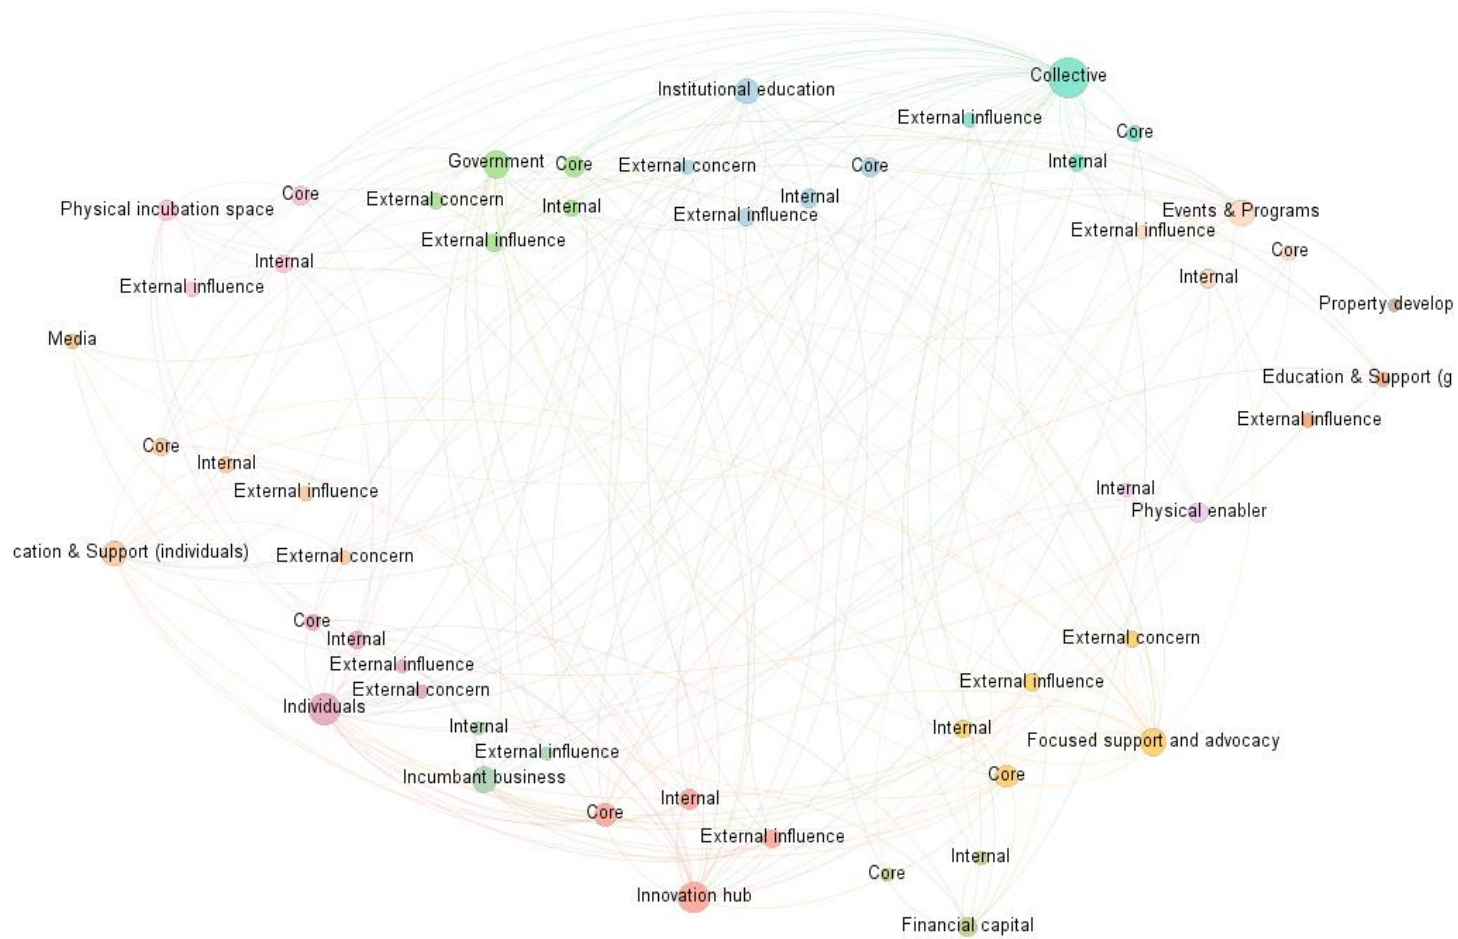 Collective
Institutional education
External influence
Core
Internal
Government
Core
External concern
Core
Internal
External influence
External concern
Internal
External influence
Core
Physical incubation space
Internal
External influence
Events & Programs
External influence
Core
Internal
Property develop
Media
Education & Support (g
External influence
Core
Internal
External influence
Internal
Physical enabler
cation & Support (individuals)
External concern
Core
Internal
External influence
External concern
Individuals
External concern
External influence
Internal
Focused support and advocacy
Core
Internal
External influence
Incumbant business
Core
Internal
External influence
Innovation hub
Internal
Core
Financial capital